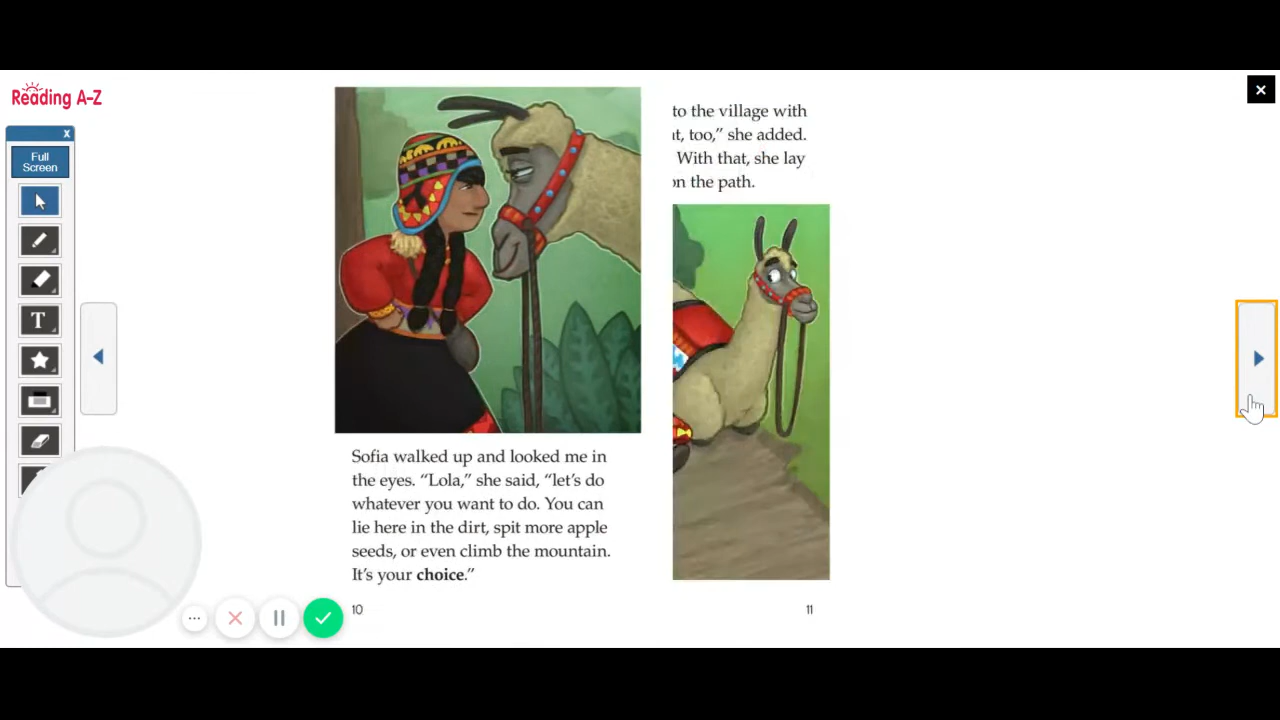 Reading A-Z
x
Full
Screen
T
Sofia walked up and looked me in
the eyes. “Lola,” she said, “let’s do
whatever you want to do. You can
lie here in the dirt, spit more apple
seeds, or even climb the mountain.
It’s your choice.”
10
to the village with
too,” she added.
With that, she lay
on the path.
11